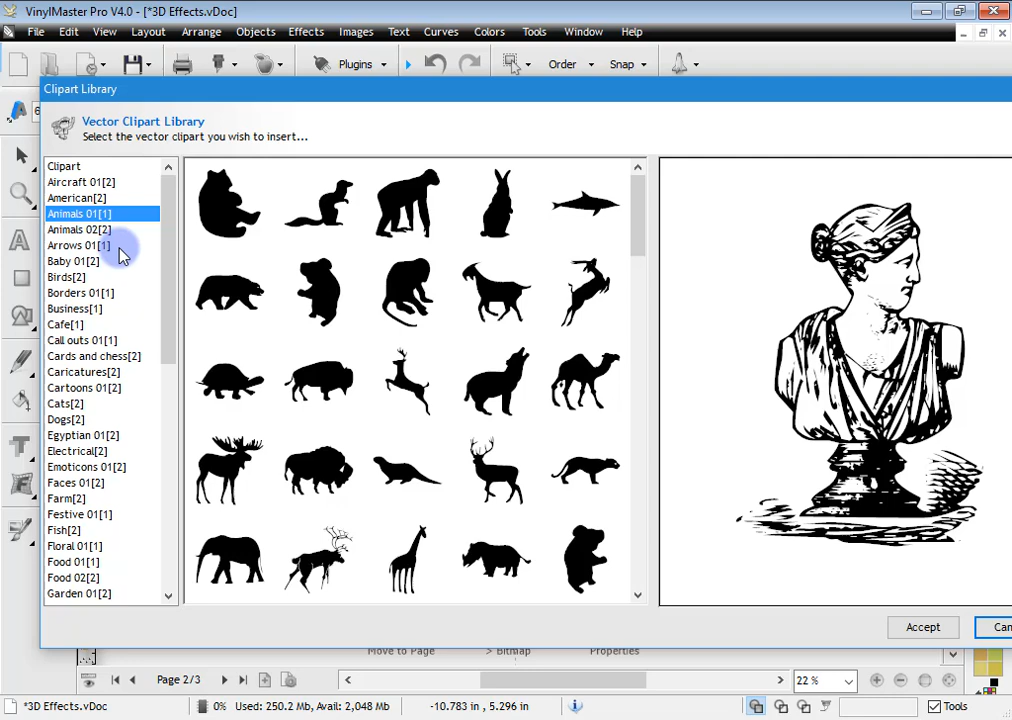 VinylMaster Pro V4.0 - [*3D Effects.vDoc]
File Edit View Layout Arrange Objects Effects Images Text Curves Colors Tools Window Help
Plugins Order Snap
Clipart Library
6
Vector Clipart Library
Select the vector clipart you wish to insert...
Clipart
Aircraft 01[2]
American[2]
Animals 01[1]
Animals 02[2]
Arrows 01[1]
Baby 01[2]
Birds[2]
Borders 01[1]
Business[1]
Cafe[1]
Call outs 01[1]
Cards and chess[2]
Caricatures[2]
Cartoons 01[2]
Cats[2]
Dogs[2]
Egyptian 01[2]
Electrical[2]
Emoticons 01[2]
Faces 01[2]
Farm[2]
Festive 01[1]
Fish[2]
Floral 01[1]
Food 01[1]
Food 02[2]
Garden 01[2]
Accept Can
Move to Page > Bitmap Properties
Page 2/3 22 %
*3D Effects.vDoc 0% Used: 250.2 Mb, Avail: 2,048 Mb -10.783 in , 5.296 in Tools